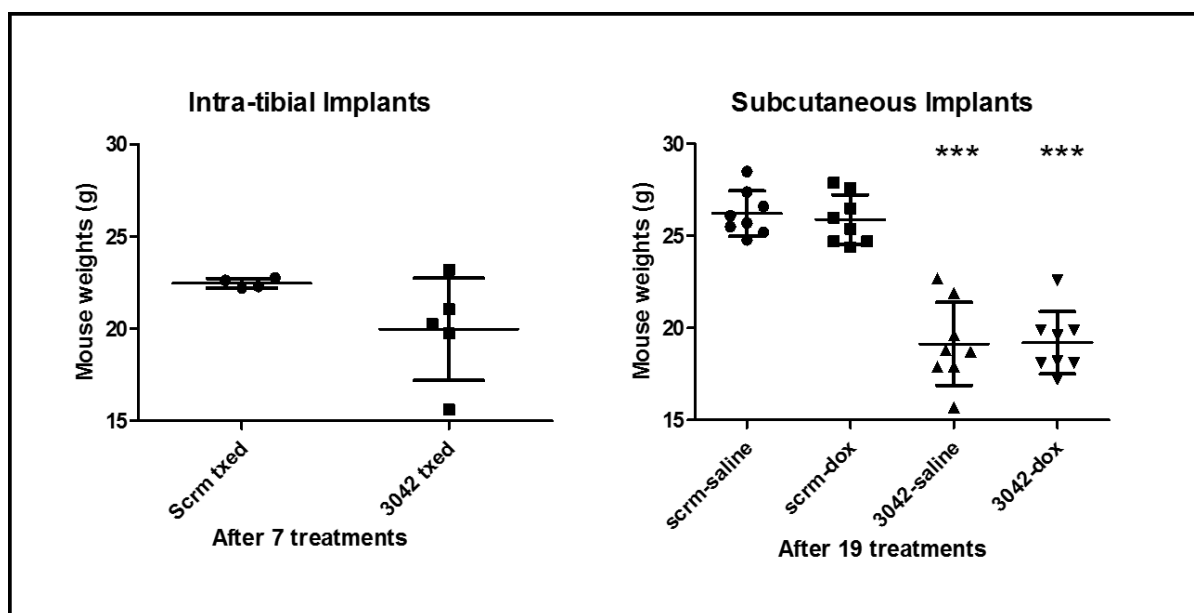 Intra-tibial Implants
Mouse weights (g)
30
25
20
15
Scrm txed
3042 txed
After 7 treatments
Subcutaneous Implants
Mouse weights (g)
30
25
20
15
***
***
scrm-saline
scrm-dox
3042-saline
3042-dox
After 19 treatments